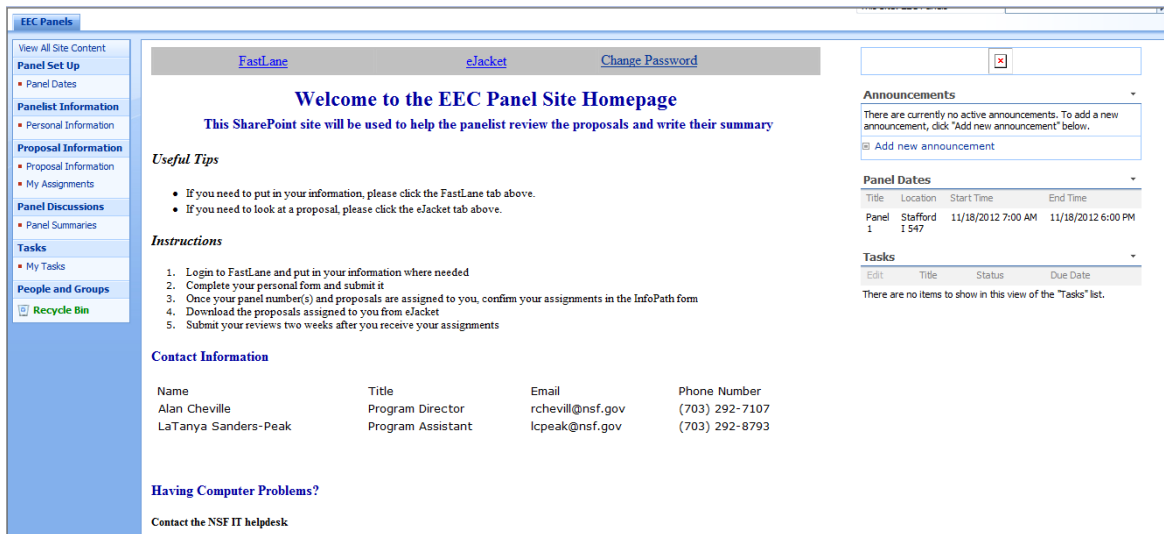 EEC Panels
View All Site Content
Panel Set Up
Panel Dates
Panelist Information
Personal Information
Proposal Information
Proposal Information
My Assignments
Panel Discussions
Panel Summaries
Tasks
My Tasks
People and Groups
Recycle Bin
FastLane eJacket Change Password
Welcome to the EEC Panel Site Homepage
This SharePoint site will be used to help the panelist review the proposals and write their summary
Useful Tips
• If you need to put in your information, please click the FastLane tab above.
• If you need to look at a proposal, please click the eJacket tab above.
Instructions
1. Login to FastLane and put in your information where needed
2. Complete your personal form and submit it
3. Once your panel number(s) and proposals are assigned to you, confirm your assignments in the InfoPath form
4. Download the proposals assigned to you from eJacket
5. Submit your reviews two weeks after you receive your assignments
Contact Information
Name Title Email Phone Number
Alan Cheville Program Director rchevill@nsf.gov (703) 292-7107
LaTanya Sanders-Peak Program Assistant lcpeak@nsf.gov (703) 292-8793
Having Computer Problems?
Contact the NSF IT helpdesk
Announcements
There are currently no active announcements. To add a new
announcement, click "Add new announcement" below.
Add new announcement
Panel Dates
Title Location Start Time End Time
Panel Stafford 11/18/2012 7:00 AM 11/18/2012 6:00 PM
1 I 547
Tasks
Edit Title Status Due Date
There are no items to show in this view of the "Tasks" list.